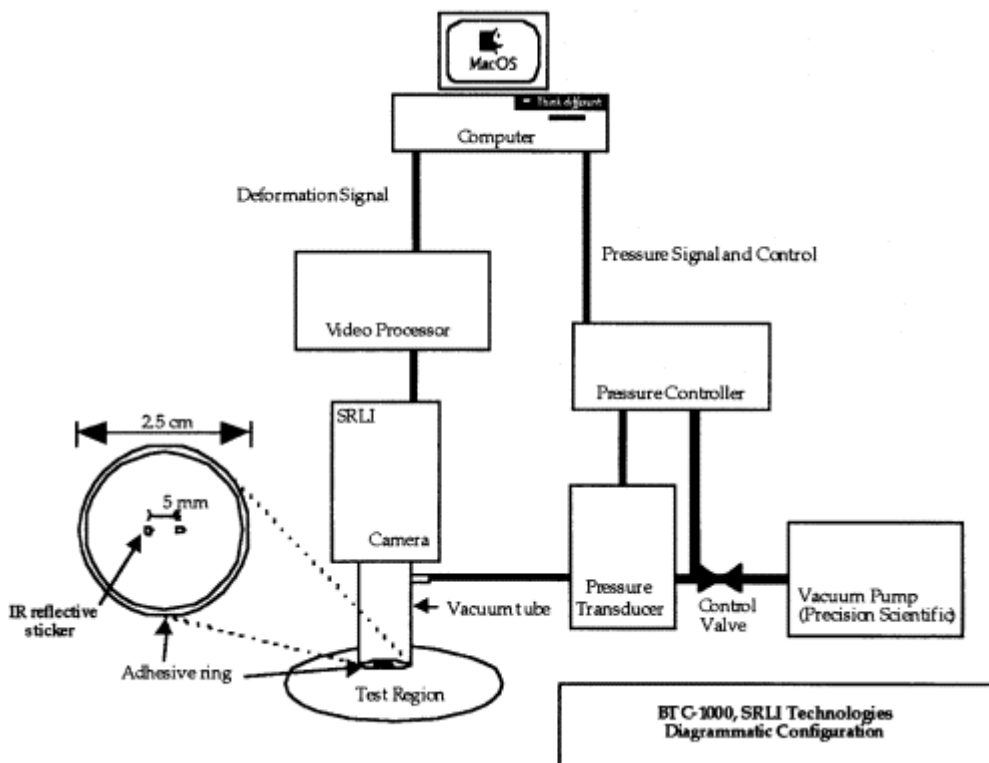 MacOS
Think different
Computer
Deformation Signal
Pressure Signal and Control
Video Processor
Pressure Controller
SRLI
2.5 cm
5 mm
Camera
IR reflective
sticker
Vacuum tube
Pressure
Transducer
Control
Valve
Vacuum Pump
(Precision Scientific)
Adhesive ring
Test Region
BTC-1000, SRLI Technologies
Diagrammatic Configuration